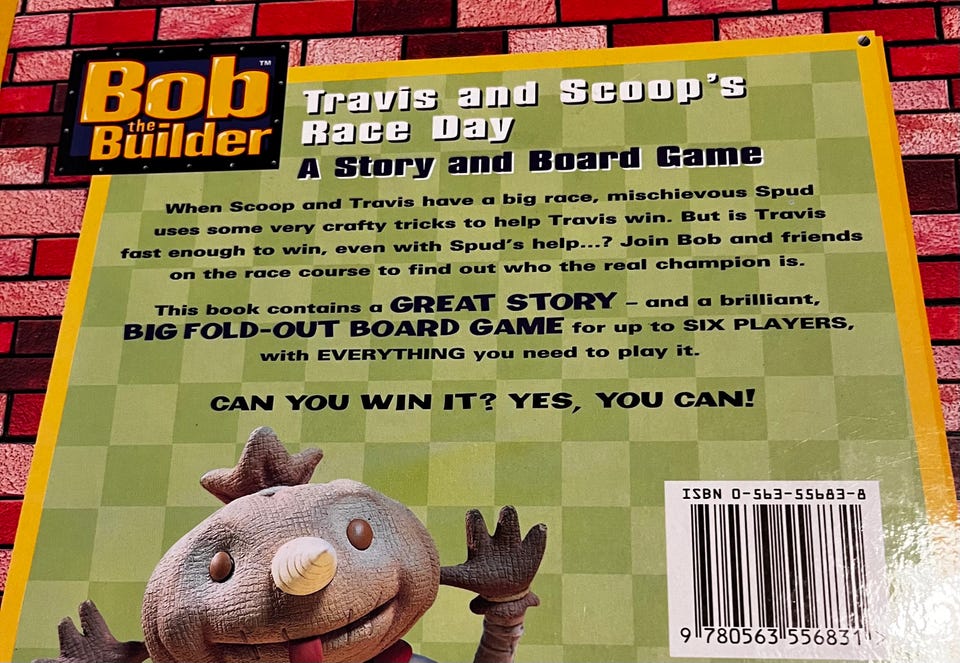 Bob
the
Builder
TM
Travis and Scoop's
Race Day
A Story and Board Game
When Scoop and Travis have a big race, mischievous Spud
uses some very crafty tricks to help Travis win. But is Travis
fast enough to win, even with Spud's help...? Join Bob and friends
on the race course to find out who the real champion is.
This book contains a GREAT STORY – and a brilliant,
BIG FOLD-OUT BOARD GAME for up to SIX PLAYERS,
with EVERYTHING you need to play it.
CAN YOU WIN IT? YES, YOU CAN!
ISBN 0-563-55683-8
9 780563 556831 >